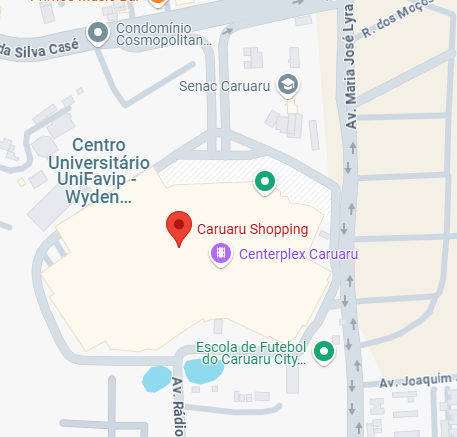 Condomínio
Cosmopolitan...
da Silva Casé
R. dos Moços
Av. Maria José Lyra
Senac Caruaru
Centro
Universitário
UniFavip -
Wyden...
Caruaru Shopping
Centerplex Caruaru
Escola de Futebol
do Caruaru City...
Av. Joaquim
Av. Rádio